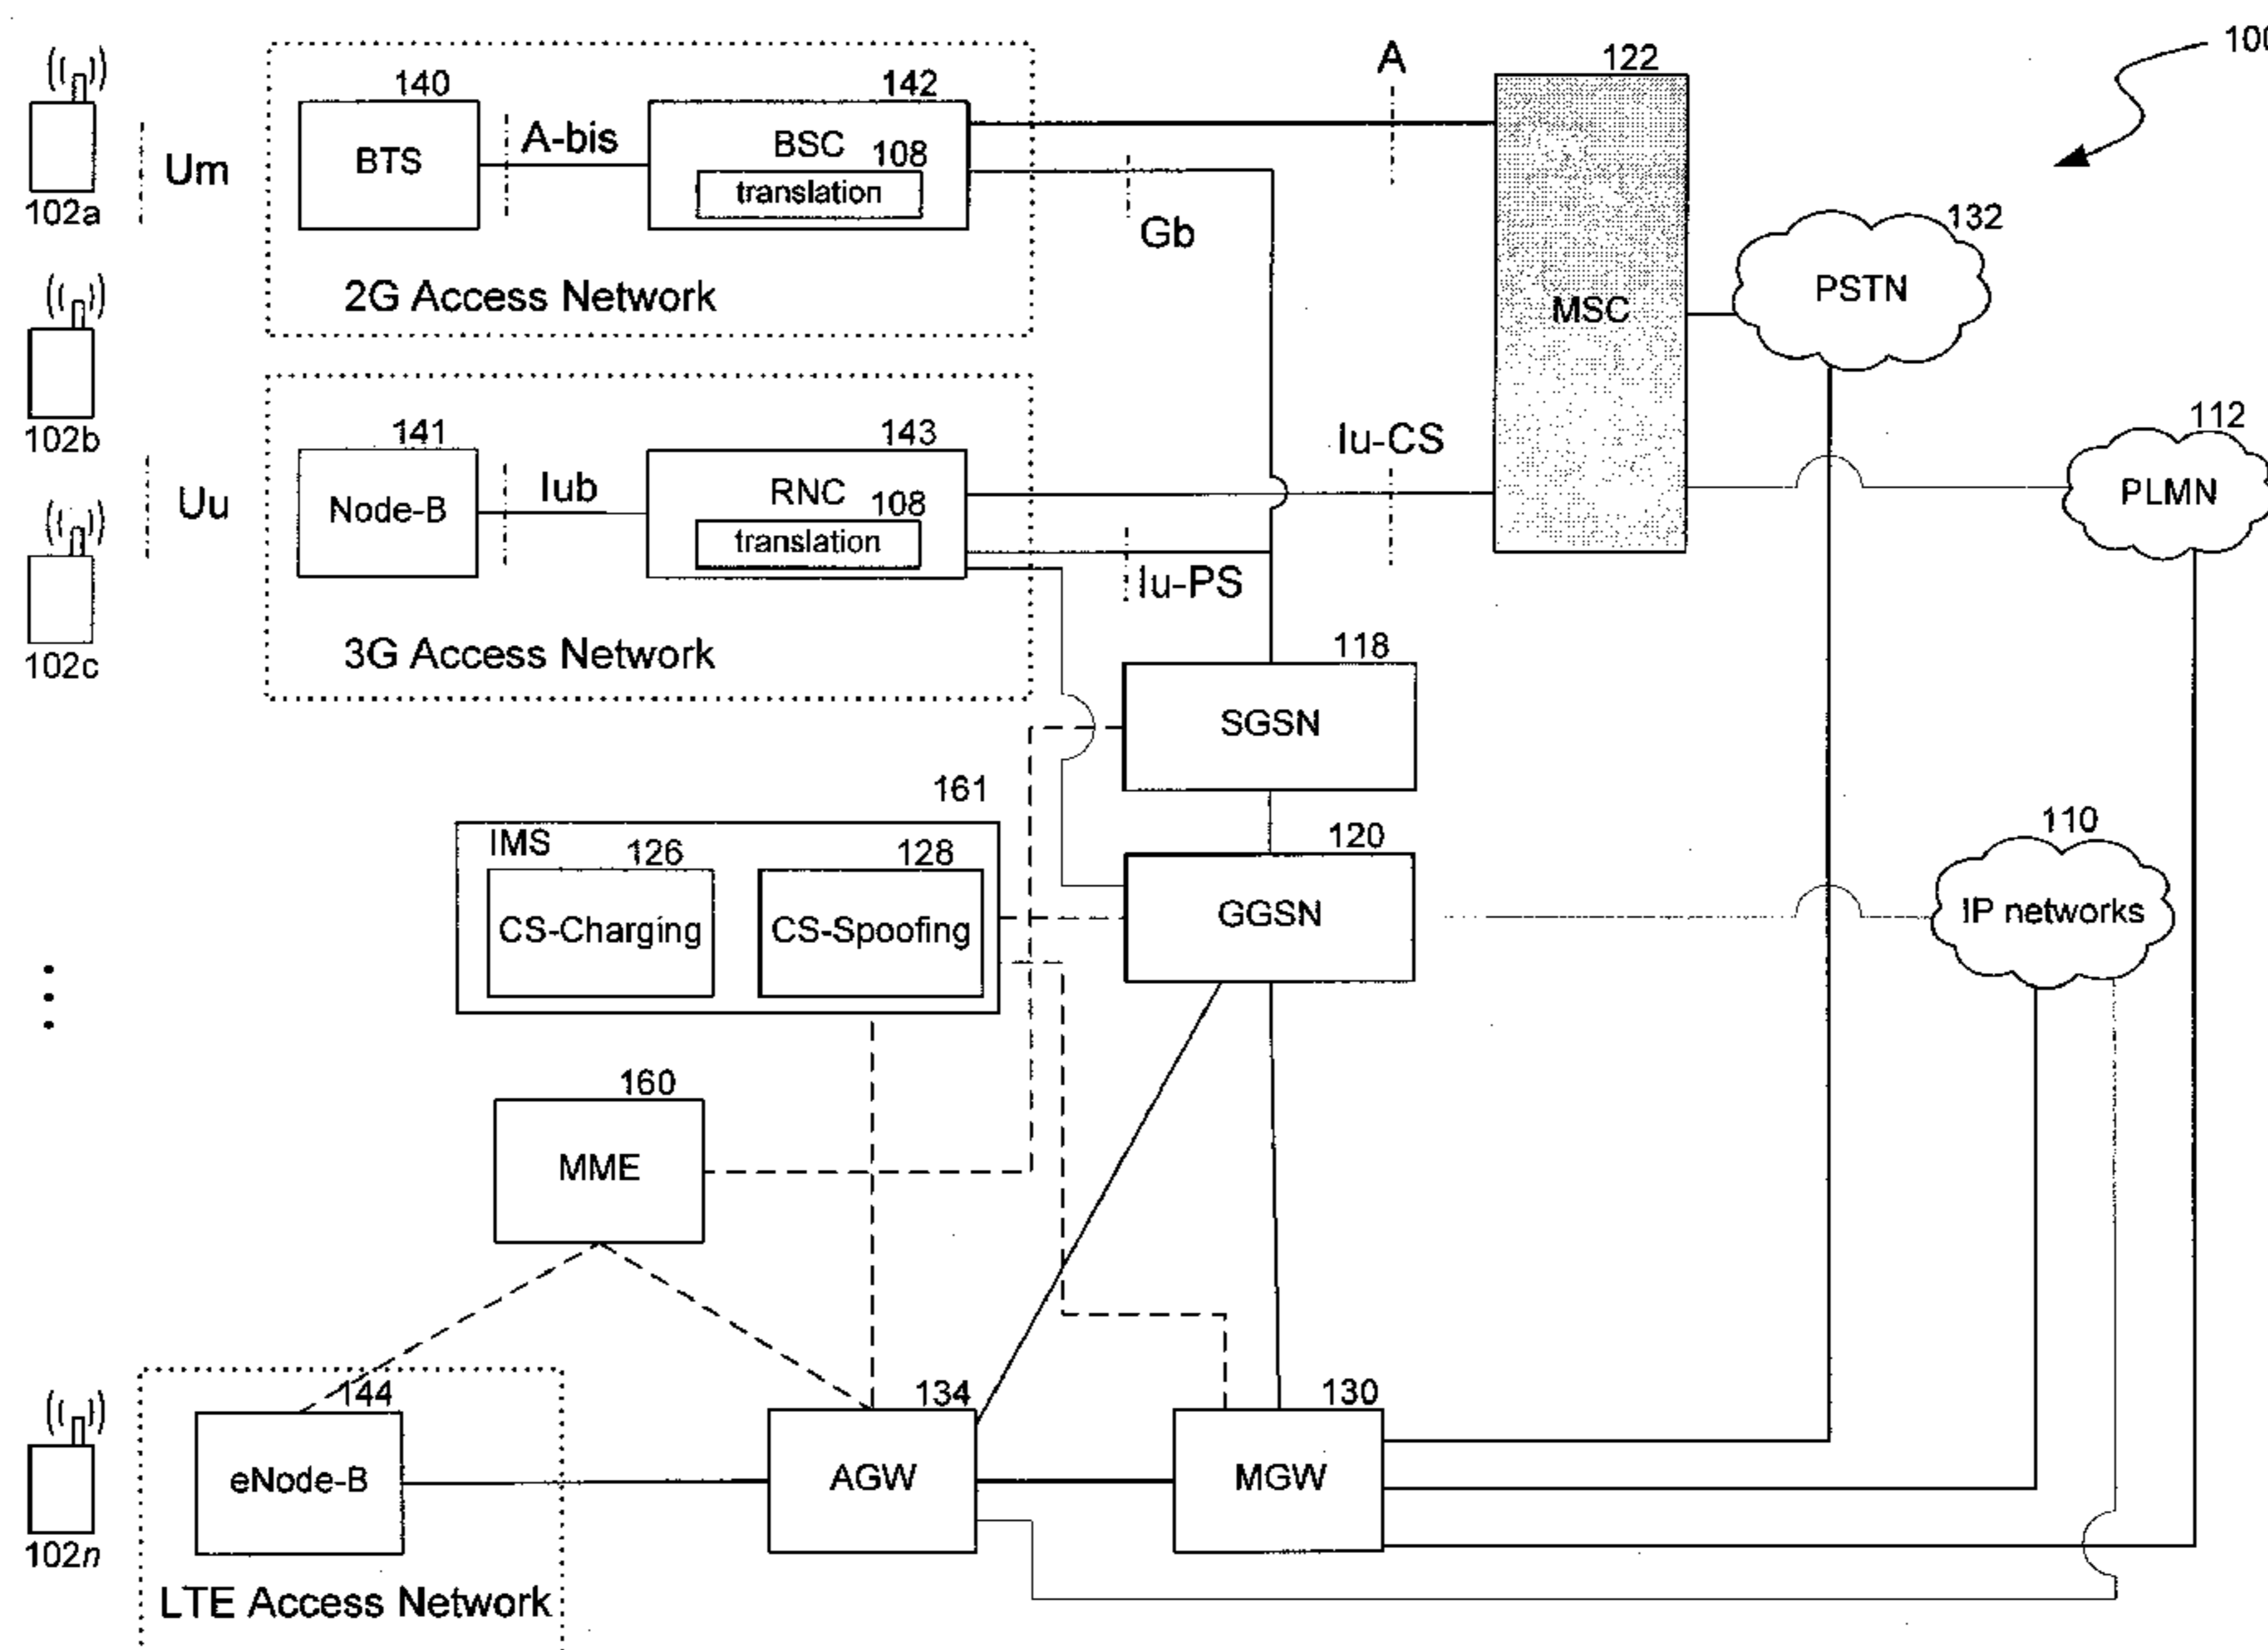 100
122
A
140
142
BTS
A-bis
BSC
108
translation
Um
102a
Gb
2G Access Network
MSC
132
PSTN
102b
141
143
Iu-CS
112
Uu
Node-B
Iub
RNC
108
translation
PLMN
Iu-PS
102c
3G Access Network
118
SGSN
161
IMS
126
128
CS-Charging
CS-Spoofing
120
GGSN
110
IP networks
160
MME
144
134
130
eNode-B
AGW
MGW
102n
LTE Access Network